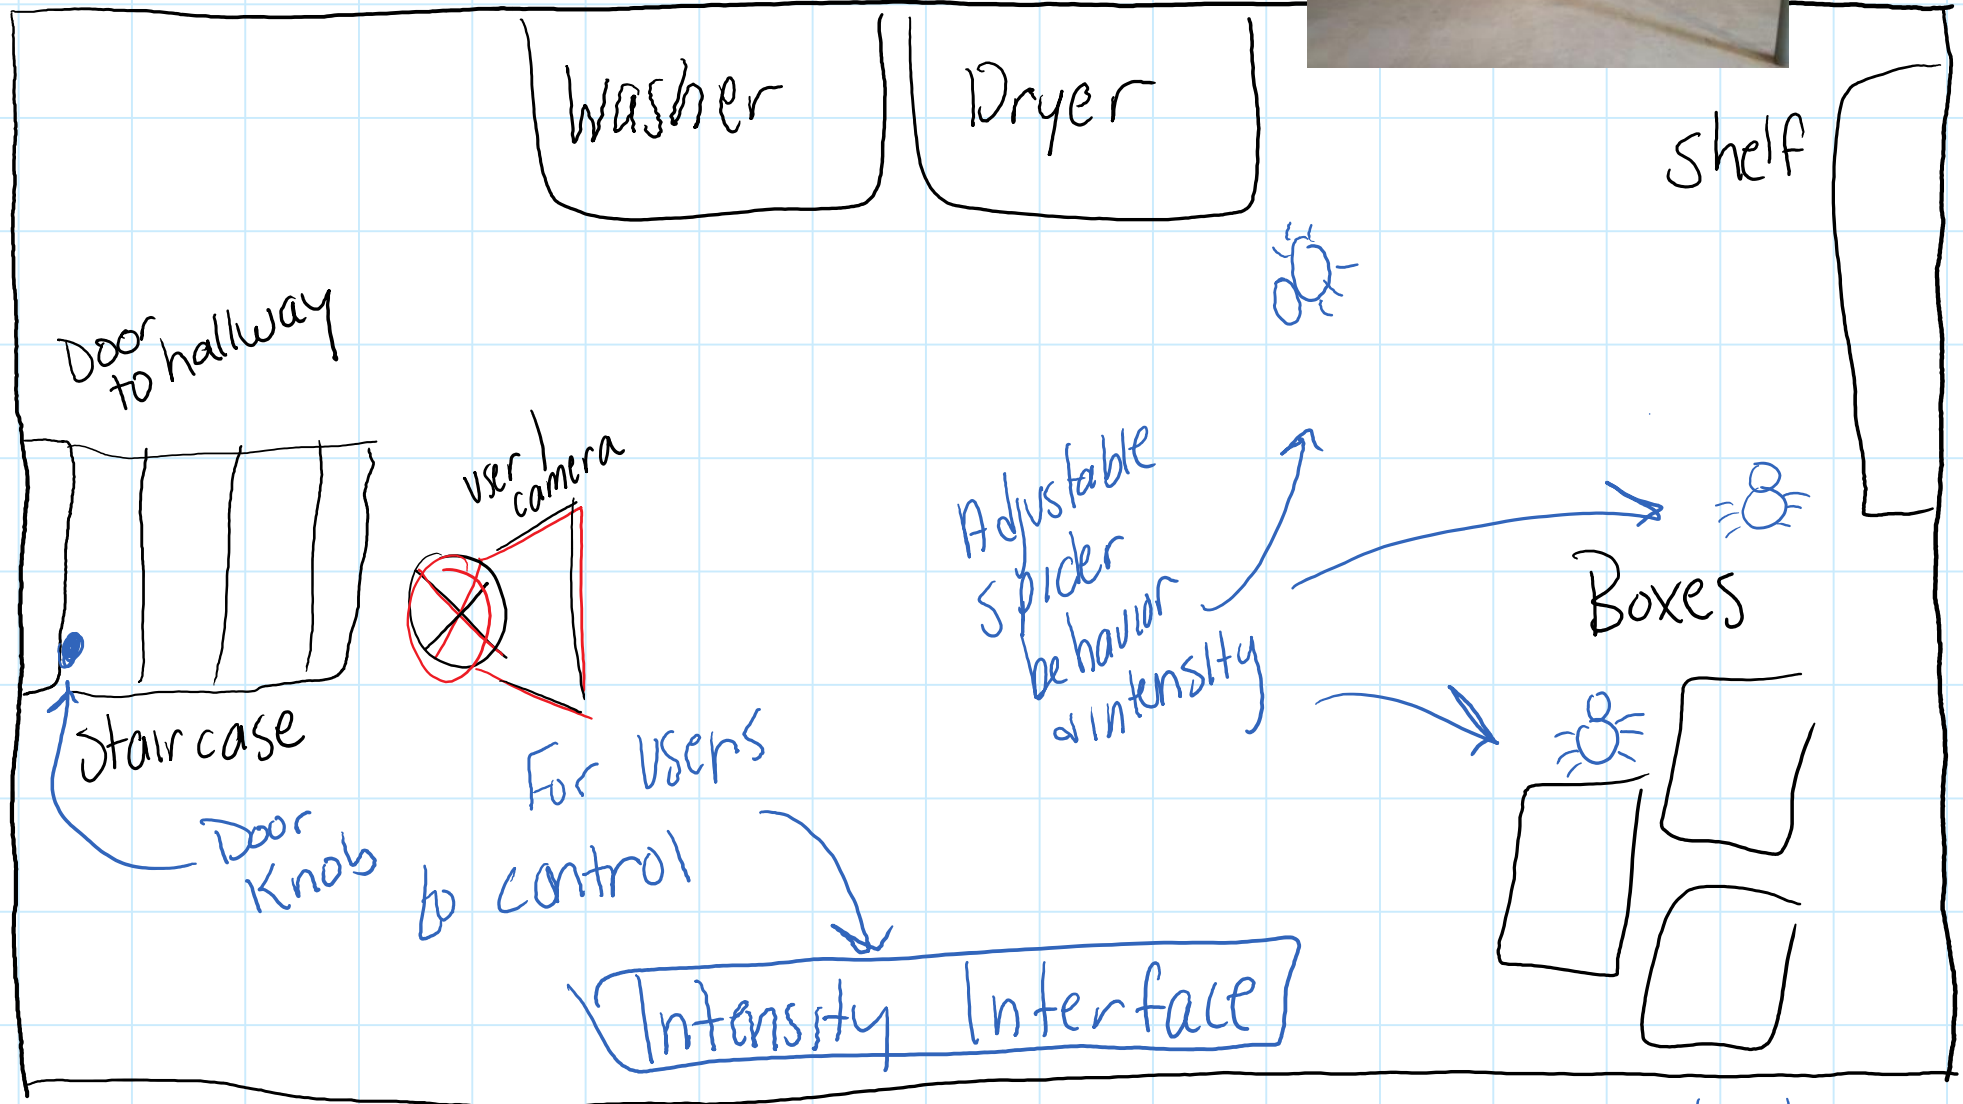 Washer
Dryer
Shelf
Door
to hallway
user
camera
Adjustable
Spider
behavior
& intensity
Boxes
Staircase
For users
to control
Door
Knob
Intensity Interface